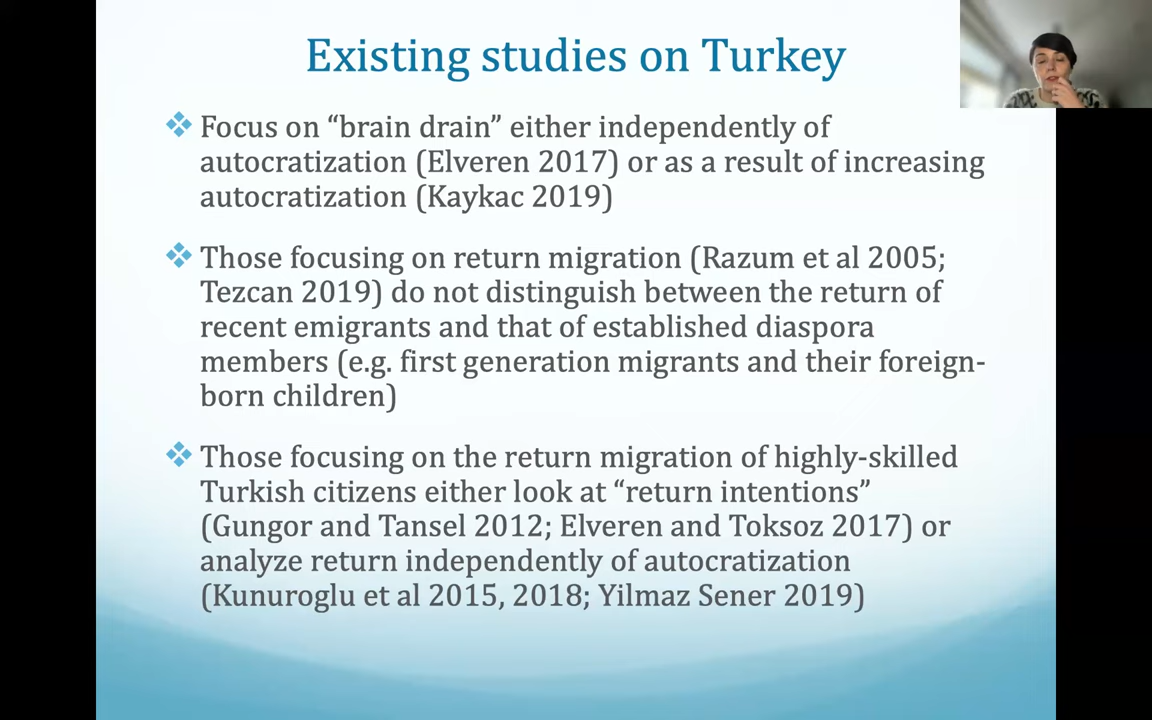 Existing studies on Turkey
❖ Focus on “brain drain” either independently of
autocratization (Elveren 2017) or as a result of increasing
autocratization (Kaykac 2019)
❖ Those focusing on return migration (Razum et al 2005;
Tezcan 2019) do not distinguish between the return of
recent emigrants and that of established diaspora
members (e.g. first generation migrants and their foreign-
born children)
❖ Those focusing on the return migration of highly-skilled
Turkish citizens either look at “return intentions”
(Gungor and Tansel 2012; Elveren and Toksoz 2017) or
analyze return independently of autocratization
(Kunuroglu et al 2015, 2018; Yilmaz Sener 2019)